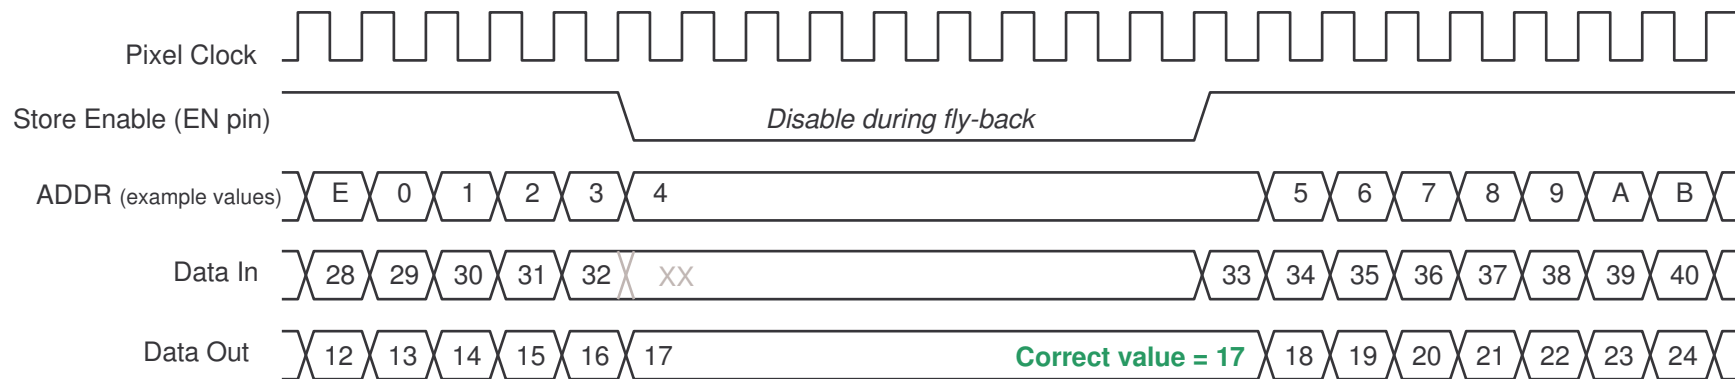 Pixel Clock
Store Enable (EN pin) Disable during fly-back
ADDR (example values) E 0 1 2 3 4 5 6 7 8 9 A B
Data In 28 29 30 31 32 XX 33 34 35 36 37 38 39 40
Data Out 12 13 14 15 16 17 Correct value = 17 18 19 20 21 22 23 24